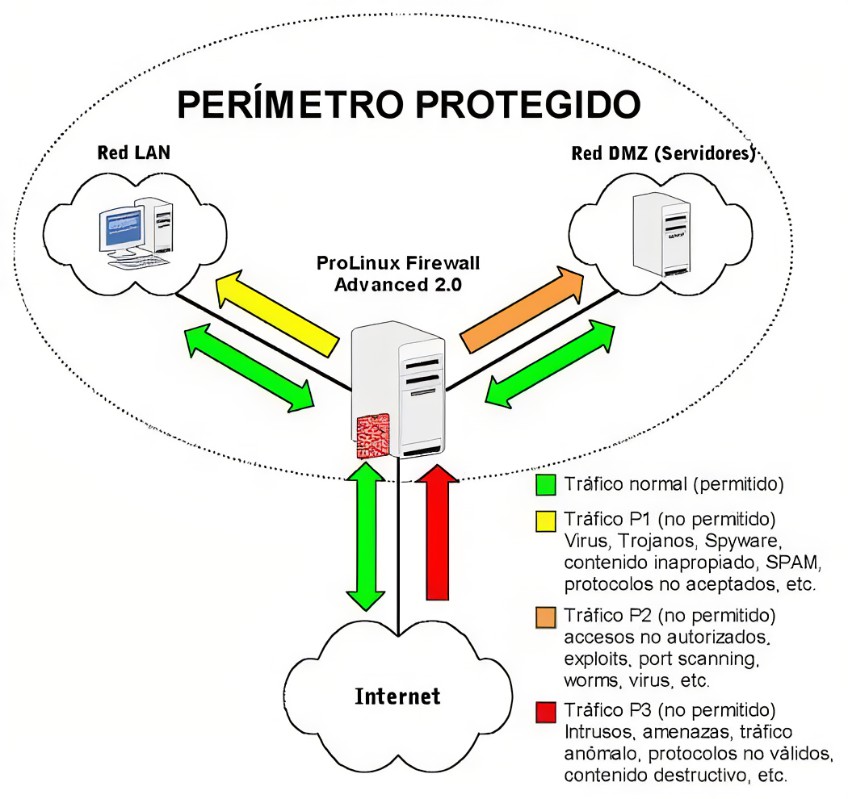 PERÍMETRO PROTEGIDO
Red LAN
Red DMZ (Servidores)
ProLinux Firewall
Advanced 2.0
Tráfico normal (permitido)
Tráfico P1 (no permitido)
Virus, Trojanos, Spyware,
contenido inapropiado, SPAM,
protocolos no aceptados, etc.
Tráfico P2 (no permitido)
accesos no autorizados,
exploits, port scanning,
worms, virus, etc.
Internet
Tráfico P3 (no permitido)
Intrusos, amenazas, tráfico
anómalo, protocolos no válidos,
contenido destructivo, etc.